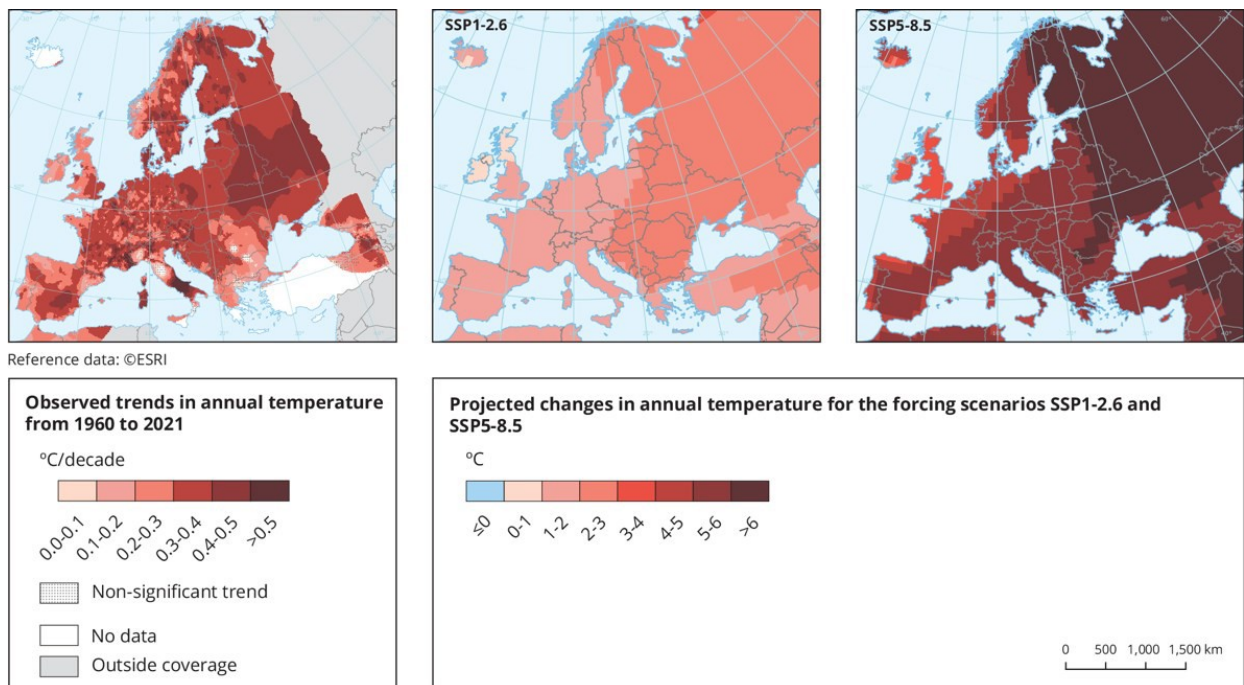 SSP1-2.6
SSP5-8.5
Reference data: ©ESRI
Observed trends in annual temperature
from 1960 to 2021
ºC/decade
0.0-0.1
0.1-0.2
0.2-0.3
0.3-0.4
0.4-0.5
>0.5
Non-significant trend
No data
Outside coverage
Projected changes in annual temperature for the forcing scenarios SSP1-2.6 and
SSP5-8.5
ºC
≤0
0-1
1-2
2-3
3-4
4-5
5-6
>6
0 500 1,000 1,500 km